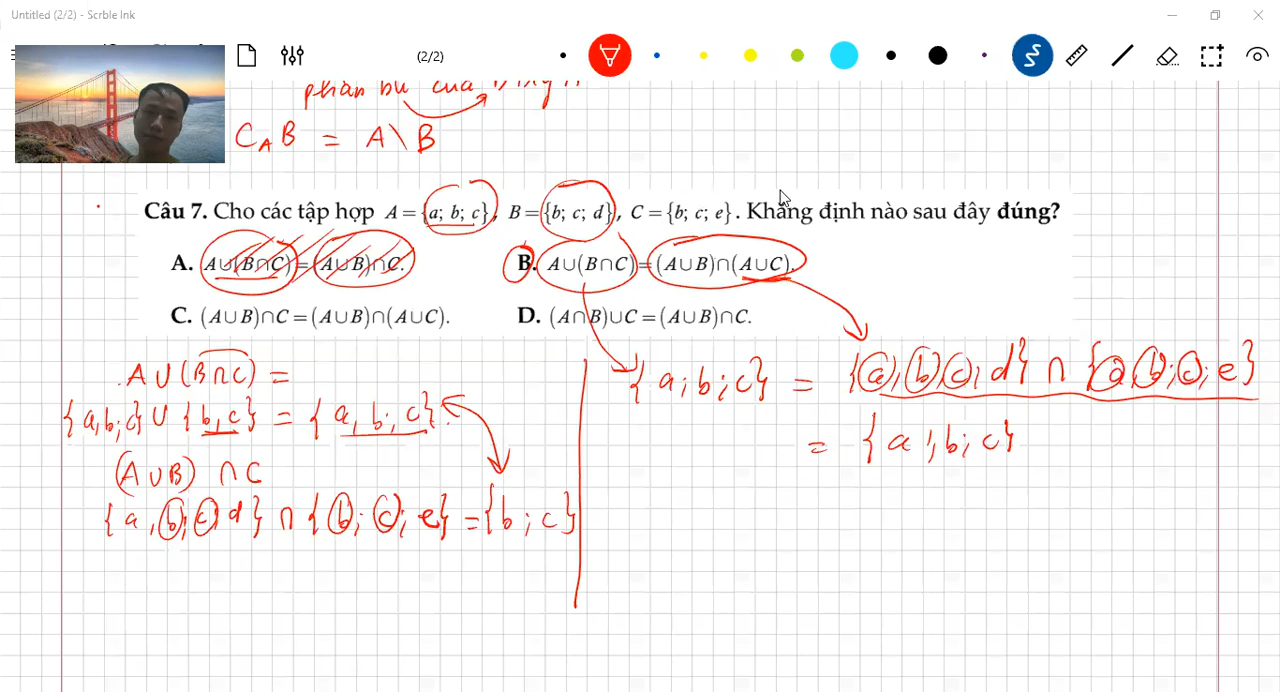 Untitled (2/2) - Scrble Ink
(2/2)
phần bù của
C_A B = A \ B
Câu 7. Cho các tập hợp A = {a; b; c}, B = {b; c; d}, C = {b; c; e}. Khẳng định nào sau đây đúng?
A. A∪(B∩C) = (A∪B)∩C. B. A∪(B∩C) = (A∪B)∩(A∪C).
C. (A∪B)∩C = (A∪B)∩(A∪C). D. (A∩B)∪C = (A∪B)∩C.
A ∪ (B∩C) =
{a,b;c} ∪ {b,c} = {a,b;c}.
(A∪B) ∩ C
{a,b;c,d} ∩ {b;c;e} = {b;c}
{a;b;c} = {a,b,c,d} ∩ {a,b;c,e}
= {a,b;c}